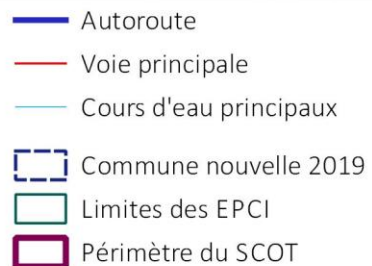 Autoroute
Voie principale
Cours d'eau principaux
Commune nouvelle 2019
Limites des EPCI
Périmètre du SCOT